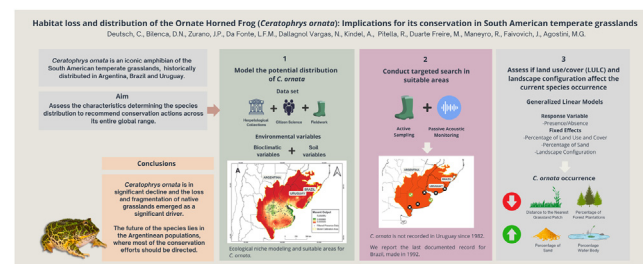 Habitat loss and distribution of the Ornate Horned Frog (Ceratophrys ornata): Implications for its conservation in South American temperate grasslands
Deutsch, C., Bilenca, D.N., Zurano, J.P., Da Fonte, L.F.M., Dallagnol Vargas, N., Kindel, A., Pitella, R., Duarte Freire, M., Maneyro, R., Faivovich, J., Agostini, M.G.
Ceratophrys ornata is an iconic amphibian of the
South American temperate grasslands, historically
distributed in Argentina, Brazil and Uruguay.
Aim
Assess the characteristics determining the species
distribution to recommend conservation actions across
its entire global range.
Conclusions
Ceratophrys ornata is in
significant decline and the loss
and fragmentation of native
grasslands emerged as a
significant driver.
The future of the species lies in
the Argentinean populations,
where most of the conservation
efforts should be directed.
1
Model the potential distribution
of C. ornata
Data set
Herpetological
Collections
Citizen Science
Fieldwork
Environmental variables
Bioclimatic
variables
+
Soil
variables
A
ARGENTINA
URUGUAY
Ecological niche modeling and suitable areas for
C. ornata.
2
Conduct targeted search in
suitable areas
+
Active
Sampling
Passive Acoustic
Monitoring
ARGENTINA
URUGUAY
C. ornata is not recorded in Uruguay since 1982.
We report the last documented record for
Brazil, made in 1992.
3
Assess if land use/cover (LULC) and
landscape configuration affect the
current species occurrence
Generalized Linear Models
Response Variable
-Presence/Absence
Fixed Effects
-Percentage of Land Use and Cover
-Percentage of Sand
-Landscape Configuration
C. ornata occurrence
Distance to the Nearest
Grassland Patch
Percentage of
Forest Plantations
Percentage of
Sand
Percentage
Water Body